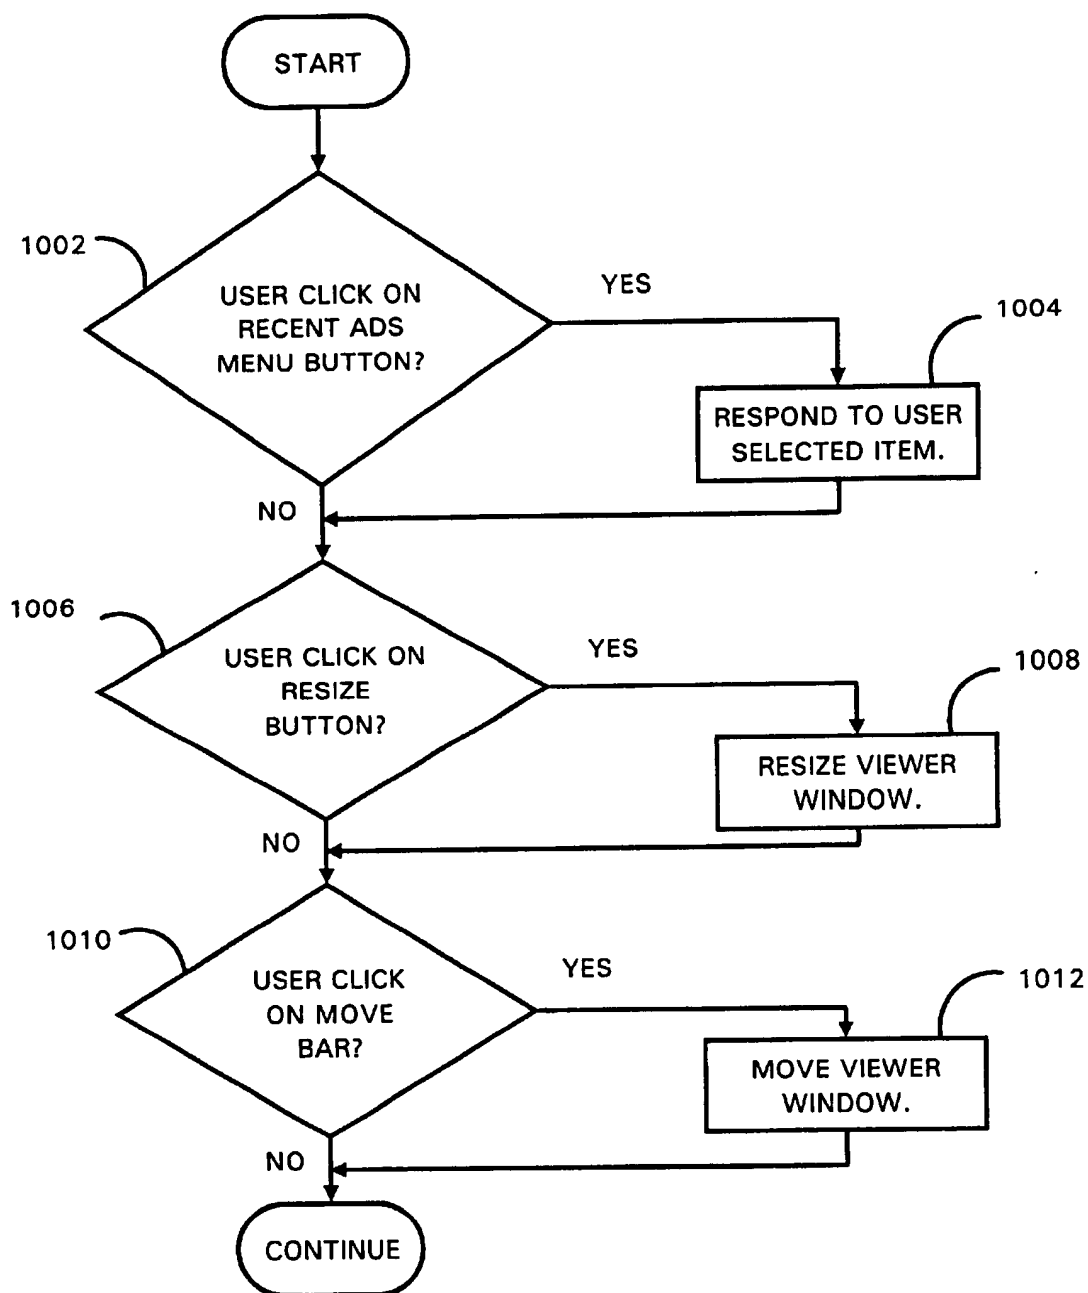 START
1002
USER CLICK ON
RECENT ADS
MENU BUTTON?
YES
1004
RESPOND TO USER
SELECTED ITEM.
NO
1006
USER CLICK ON
RESIZE
BUTTON?
YES
1008
RESIZE VIEWER
WINDOW.
NO
1010
USER CLICK
ON MOVE
BAR?
YES
1012
MOVE VIEWER
WINDOW.
NO
CONTINUE